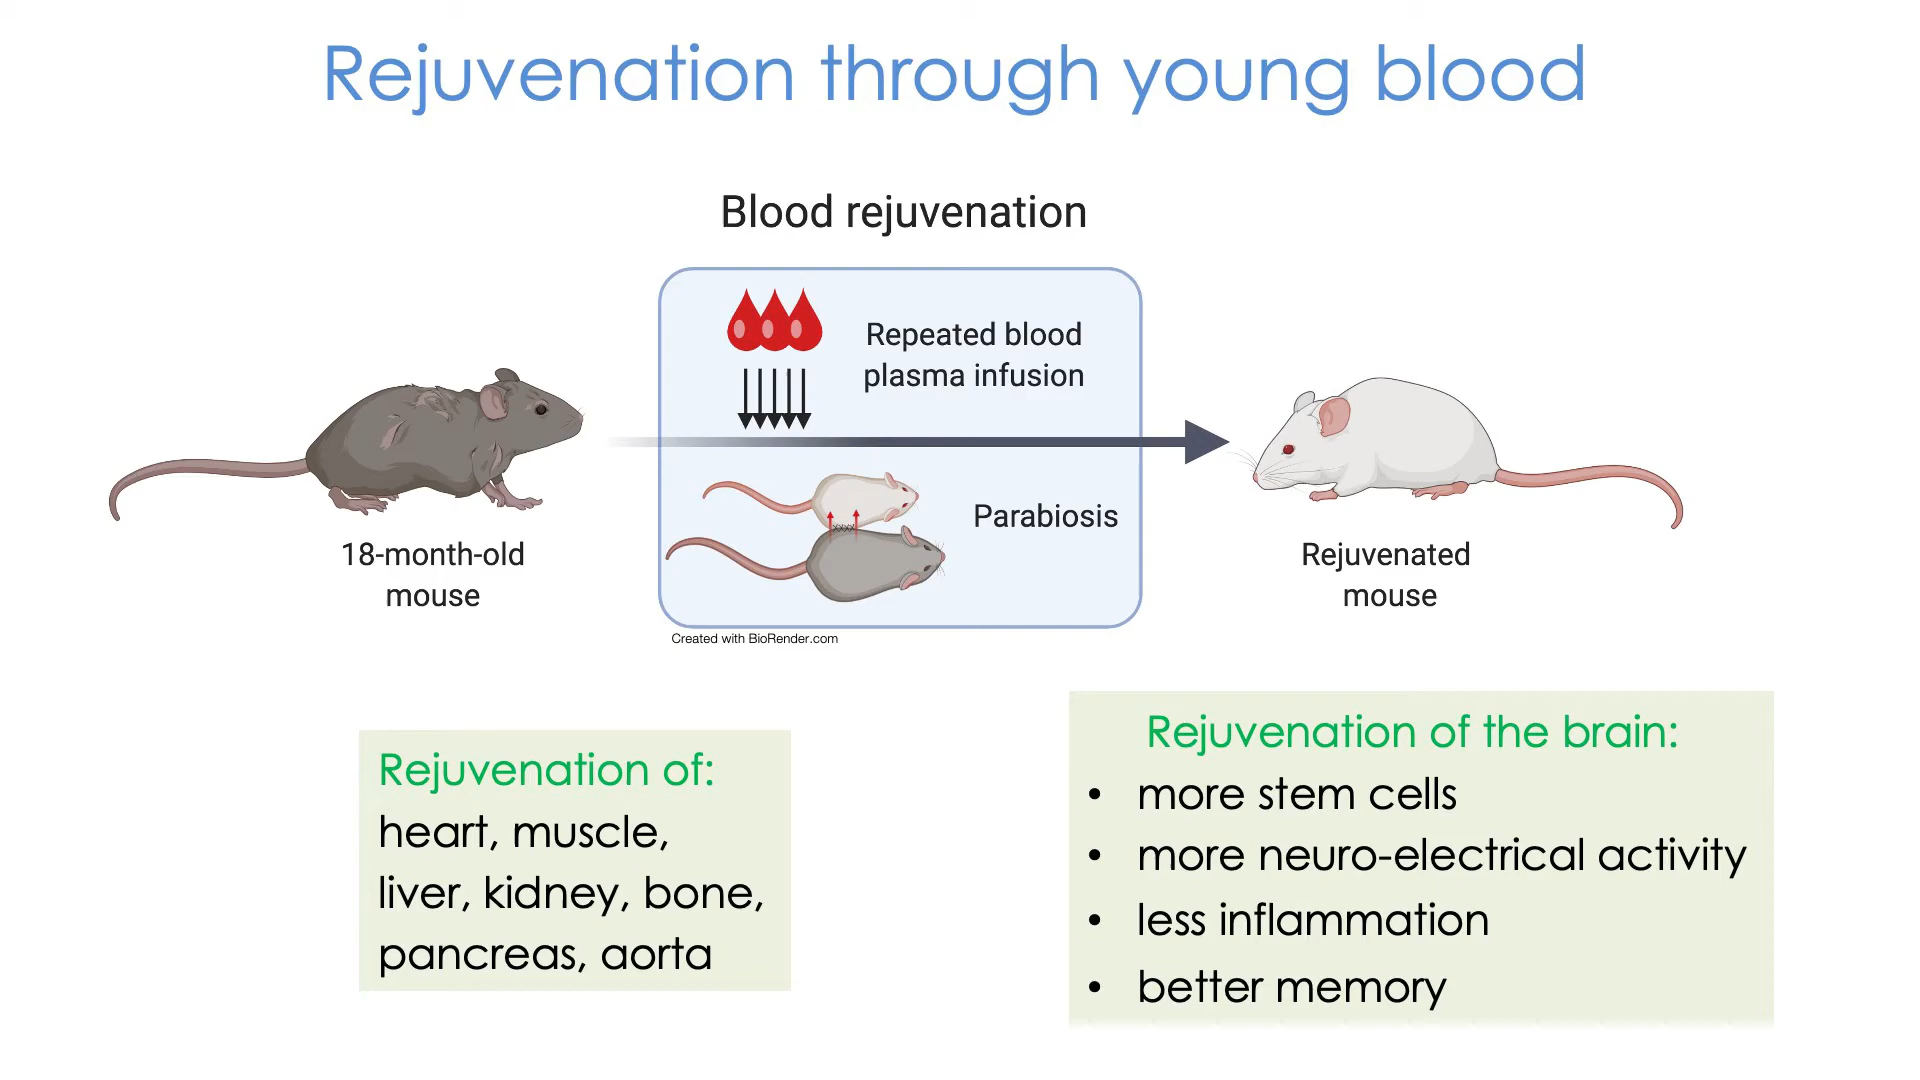 Rejuvenation through young blood
Blood rejuvenation
Repeated blood
plasma infusion
Parabiosis
18-month-old
mouse
Rejuvenated
mouse
Created with BioRender.com
Rejuvenation of:
heart, muscle,
liver, kidney, bone,
pancreas, aorta
Rejuvenation of the brain:
• more stem cells
• more neuro-electrical activity
• less inflammation
• better memory